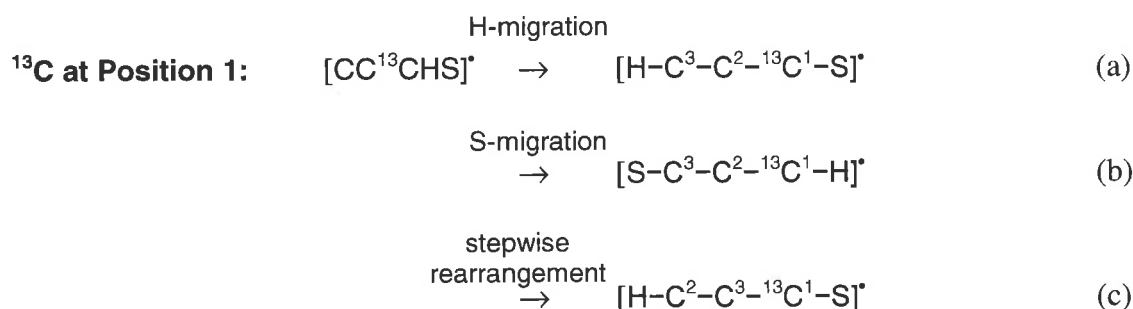 H-migration
¹³C at Position 1: [CC¹³CHS]• → [H–C³–C²–¹³C¹–S]• (a)
S-migration
→ [S–C³–C²–¹³C¹–H]• (b)
stepwise
rearrangement
→ [H–C²–C³–¹³C¹–S]• (c)